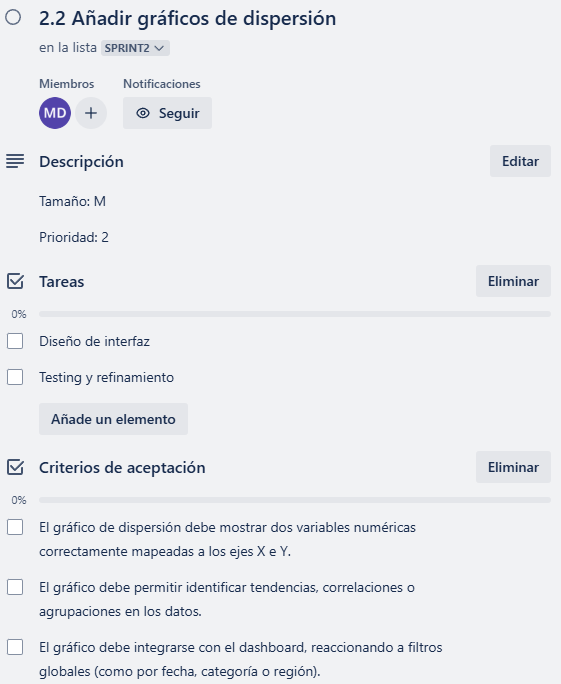 2.2 Añadir gráficos de dispersión
en la lista SPRINT2
Miembros Notificaciones
MD + Seguir
Descripción Editar
Tamaño: M
Prioridad: 2
Tareas Eliminar
0%
Diseño de interfaz
Testing y refinamiento
Añade un elemento
Criterios de aceptación Eliminar
0%
El gráfico de dispersión debe mostrar dos variables numéricas
correctamente mapeadas a los ejes X e Y.
El gráfico debe permitir identificar tendencias, correlaciones o
agrupaciones en los datos.
El gráfico debe integrarse con el dashboard, reaccionando a filtros
globales (como por fecha, categoría o región).